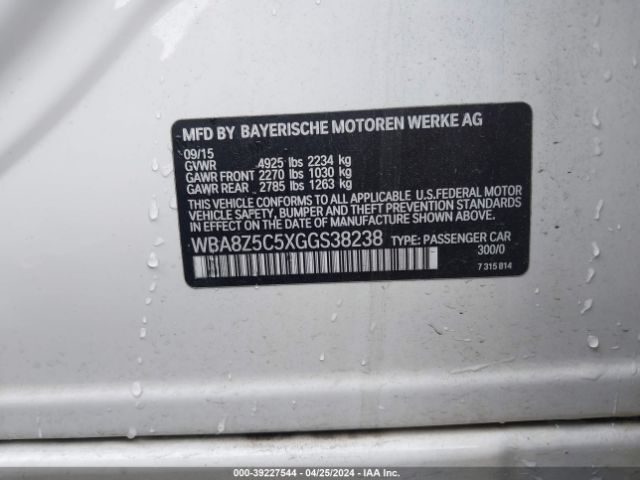 MFD BY BAYERISCHE MOTOREN WERKE AG
09/15
GVWR 4925 lbs 2234 kg
GAWR FRONT 2270 lbs 1030 kg
GAWR REAR 2785 lbs 1263 kg
THIS VEHICLE CONFORMS TO ALL APPLICABLE U.S.FEDERAL MOTOR
VEHICLE SAFETY, BUMPER AND THEFT PREVENTION STANDARDS
IN EFFECT ON THE DATE OF MANUFACTURE SHOWN ABOVE.
WBA8Z5C5XGGS38238 TYPE: PASSENGER CAR
300/0
7 315 814
000-39227544 / 04/25/2024 - IAA Inc.